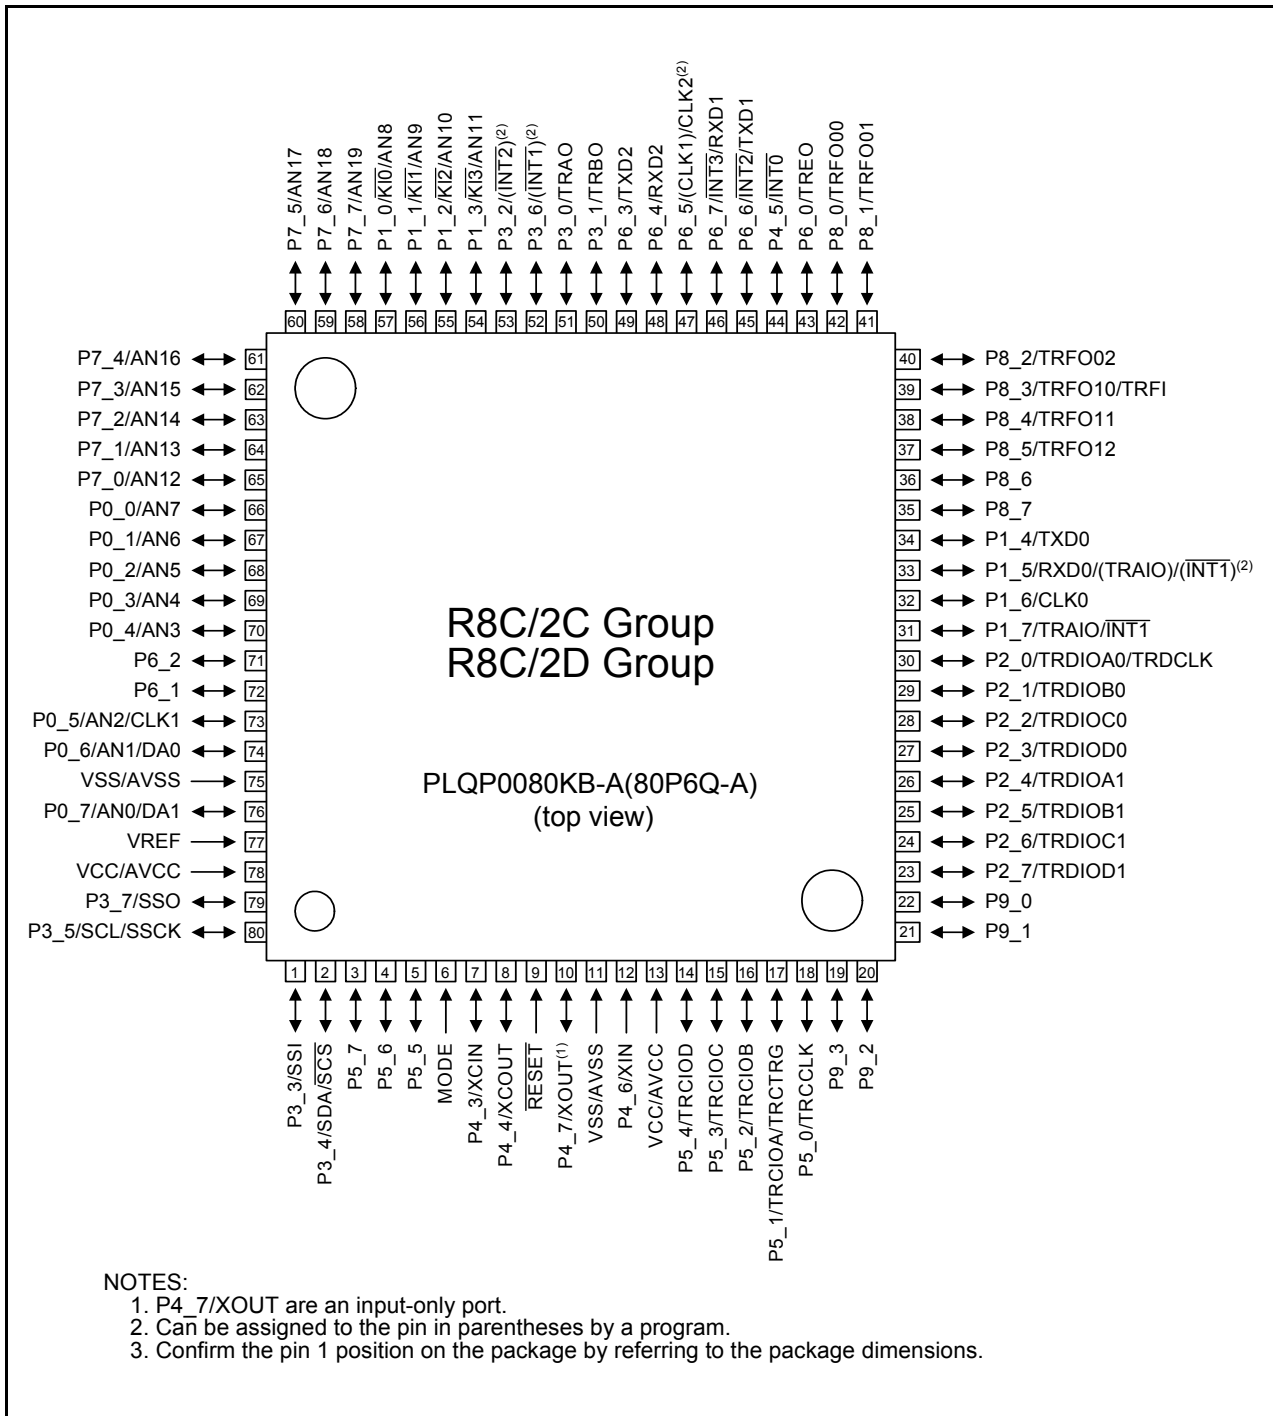 P7_5/AN17
P7_6/AN18
P7_7/AN19
P1_0/K̅I̅0̅/AN8
P1_1/K̅I̅1̅/AN9
P1_2/K̅I̅2̅/AN10
P1_3/K̅I̅3̅/AN11
P3_2/(I̅N̅T̅2̅)(2)
P3_6/(I̅N̅T̅1̅)(2)
P3_0/TRAO
P3_1/TRBO
P6_3/TXD2
P6_4/RXD2
P6_5/(CLK1)/CLK2(2)
P6_7/I̅N̅T̅3̅/RXD1
P6_6/I̅N̅T̅2̅/TXD1
P4_5/I̅N̅T̅0̅
P6_0/TREO
P8_0/TRFO00
P8_1/TRFO01
60 59 58 57 56 55 54 53 52 51 50 49 48 47 46 45 44 43 42 41
P7_4/AN16 61
P7_3/AN15 62
P7_2/AN14 63
P7_1/AN13 64
P7_0/AN12 65
P0_0/AN7 66
P0_1/AN6 67
P0_2/AN5 68
P0_3/AN4 69
P0_4/AN3 70
P6_2 71
P6_1 72
P0_5/AN2/CLK1 73
P0_6/AN1/DA0 74
VSS/AVSS 75
P0_7/AN0/DA1 76
VREF 77
VCC/AVCC 78
P3_7/SSO 79
P3_5/SCL/SSCK 80
R8C/2C Group
R8C/2D Group
PLQP0080KB-A(80P6Q-A)
(top view)
40 P8_2/TRFO02
39 P8_3/TRFO10/TRFI
38 P8_4/TRFO11
37 P8_5/TRFO12
36 P8_6
35 P8_7
34 P1_4/TXD0
33 P1_5/RXD0/(TRAIO)/(I̅N̅T̅1̅)(2)
32 P1_6/CLK0
31 P1_7/TRAIO/I̅N̅T̅1̅
30 P2_0/TRDIOA0/TRDCLK
29 P2_1/TRDIOB0
28 P2_2/TRDIOC0
27 P2_3/TRDIOD0
26 P2_4/TRDIOA1
25 P2_5/TRDIOB1
24 P2_6/TRDIOC1
23 P2_7/TRDIOD1
22 P9_0
21 P9_1
1 2 3 4 5 6 7 8 9 10 11 12 13 14 15 16 17 18 19 20
P3_3/SSI
P3_4/SDA/S̅C̅S̅
P5_7
P5_6
P5_5
MODE
P4_3/XCIN
P4_4/XCOUT
R̅E̅S̅E̅T̅
P4_7/XOUT(1)
VSS/AVSS
P4_6/XIN
VCC/AVCC
P5_4/TRCIOD
P5_3/TRCIOC
P5_2/TRCIOB
P5_1/TRCIOA/TRCTRG
P5_0/TRCCLK
P9_3
P9_2
NOTES:
1. P4_7/XOUT are an input-only port.
2. Can be assigned to the pin in parentheses by a program.
3. Confirm the pin 1 position on the package by referring to the package dimensions.